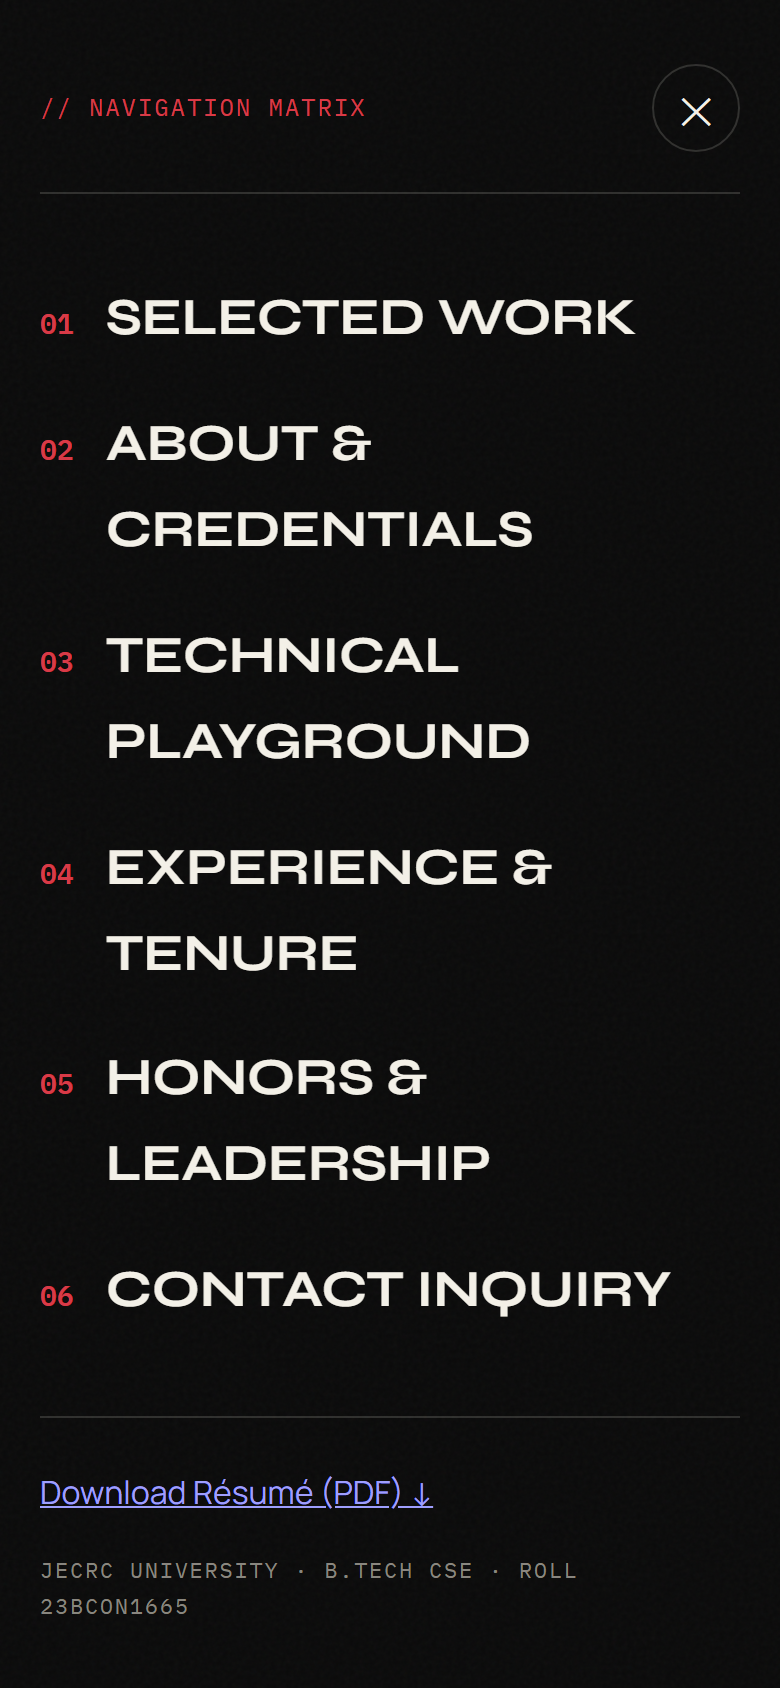 // NAVIGATION MATRIX
01 SELECTED WORK
02 ABOUT &
CREDENTIALS
03 TECHNICAL
PLAYGROUND
04 EXPERIENCE &
TENURE
05 HONORS &
LEADERSHIP
06 CONTACT INQUIRY
Download Résumé (PDF) ↓
JECRC UNIVERSITY · B.TECH CSE · ROLL
23BCON1665